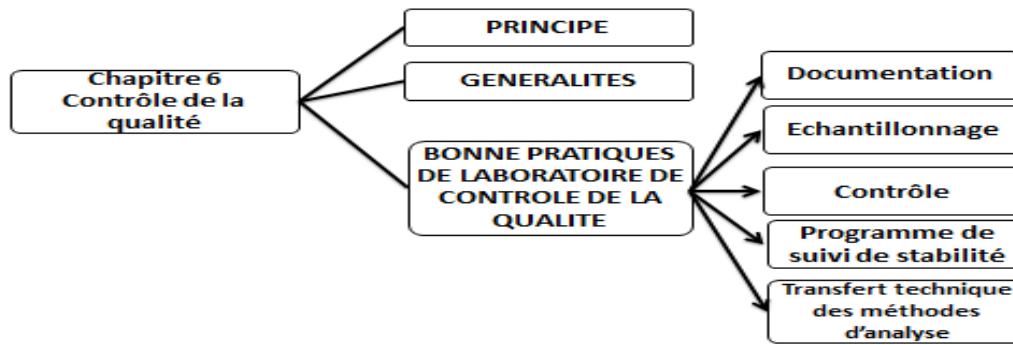 Chapitre 6
Contrôle de la
qualité
PRINCIPE
GENERALITES
BONNE PRATIQUES
DE LABORATOIRE DE
CONTROLE DE LA
QUALITE
Documentation
Echantillonnage
Contrôle
Programme de
suivi de stabilité
Transfert technique
des méthodes
d'analyse